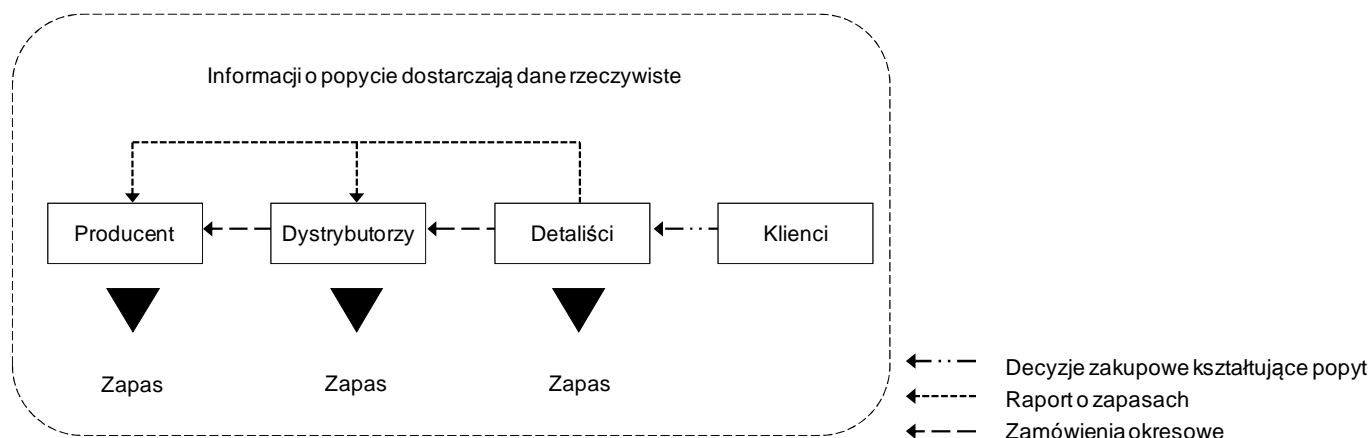 Informacji o popycie dostarczają dane rzeczywiste
Producent
Dystrybutorzy
Detaliści
Klienci
Zapas
Zapas
Zapas
Decyzje zakupowe kształtujące popyt
Raport o zapasach
Zamówienia okresowe